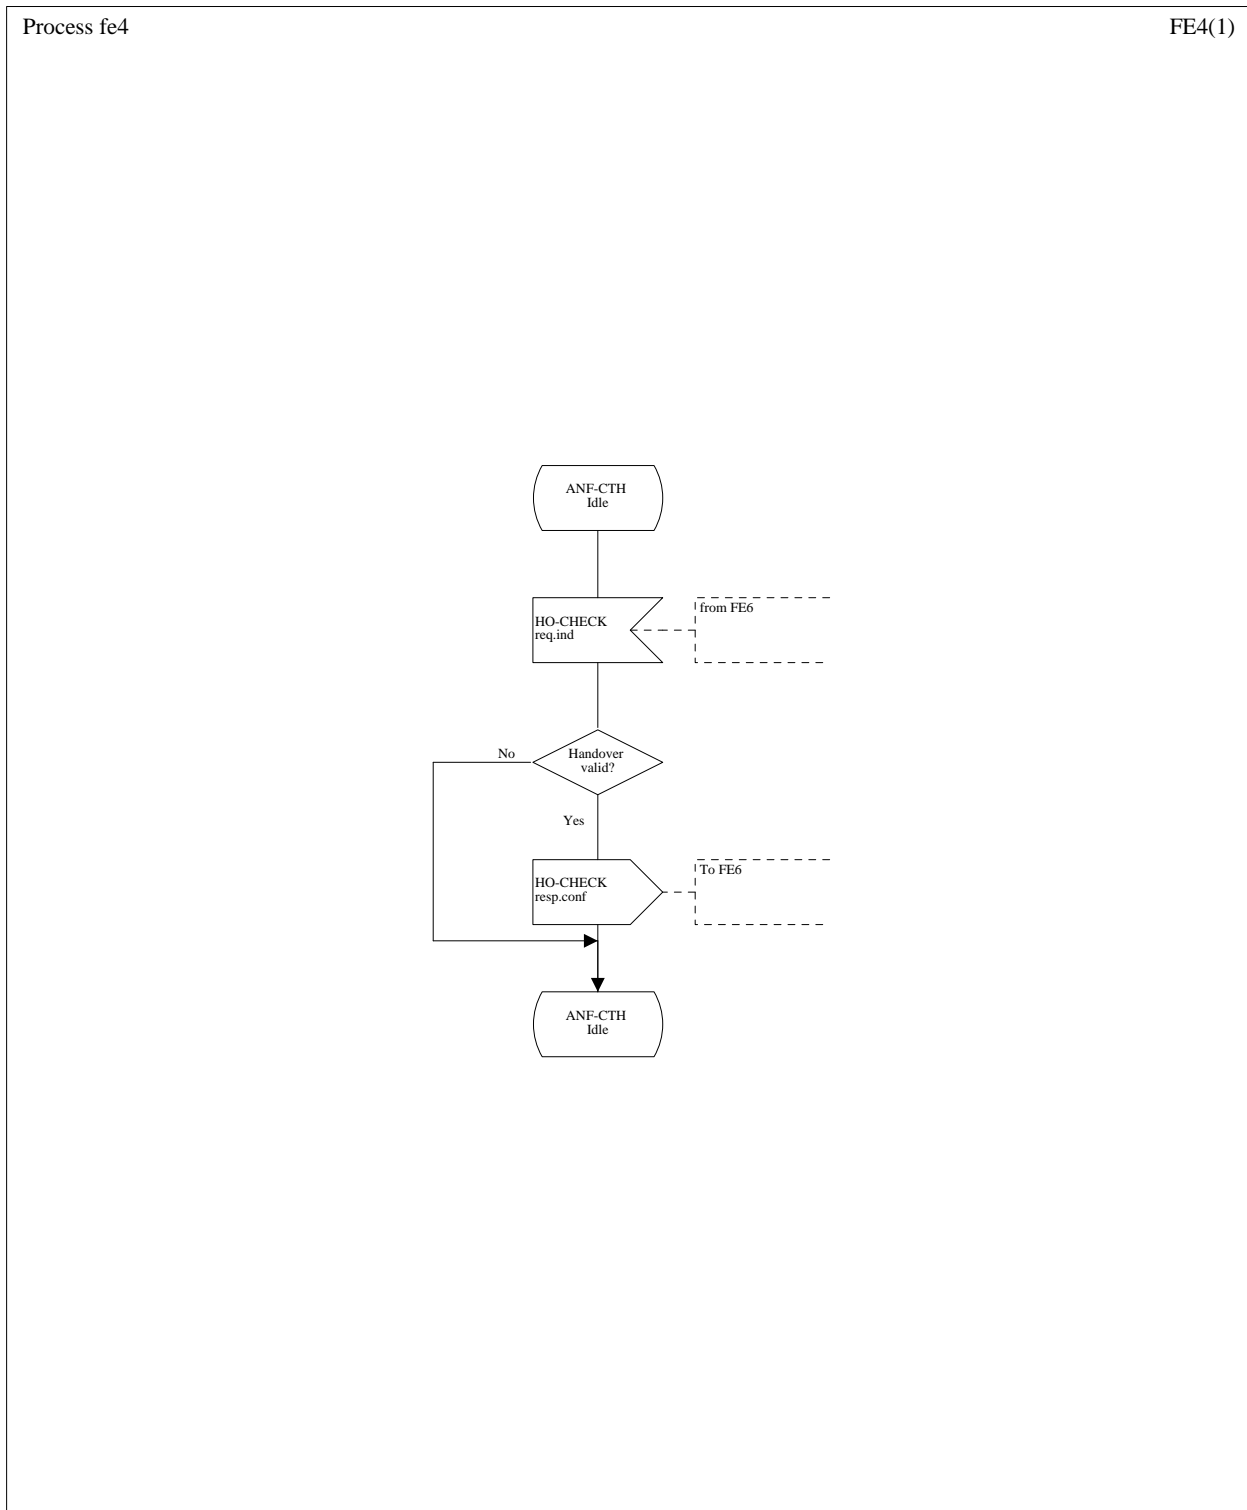 Process fe4
FE4(1)
ANF-CTH
Idle
HO-CHECK
req.ind
from FE6
No
Handover
valid?
Yes
HO-CHECK
resp.conf
To FE6
ANF-CTH
Idle